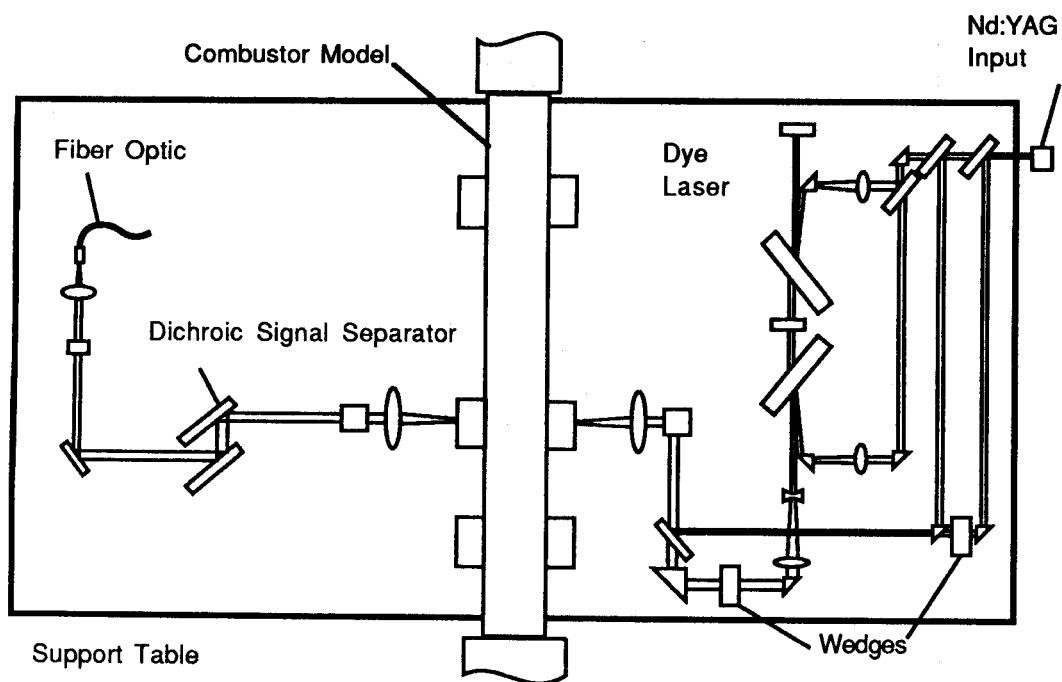 Nd:YAG
Input
Combustor Model
Fiber Optic
Dye
Laser
Dichroic Signal Separator
Wedges
Support Table